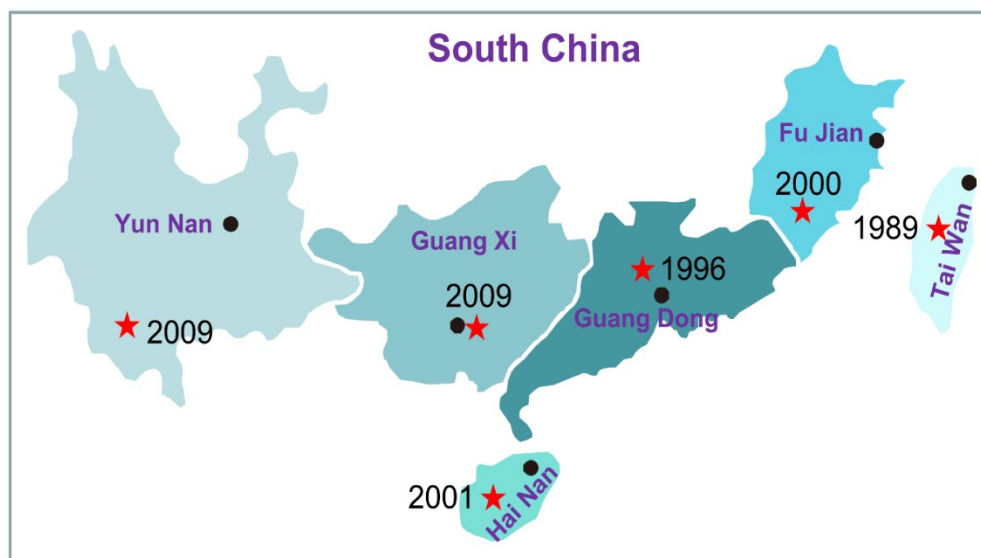 South China
Fu Jian
2000
Yun Nan
Guang Xi
1989
Tai Wan
1996
2009
Guang Dong
2009
2001
Hai Nan